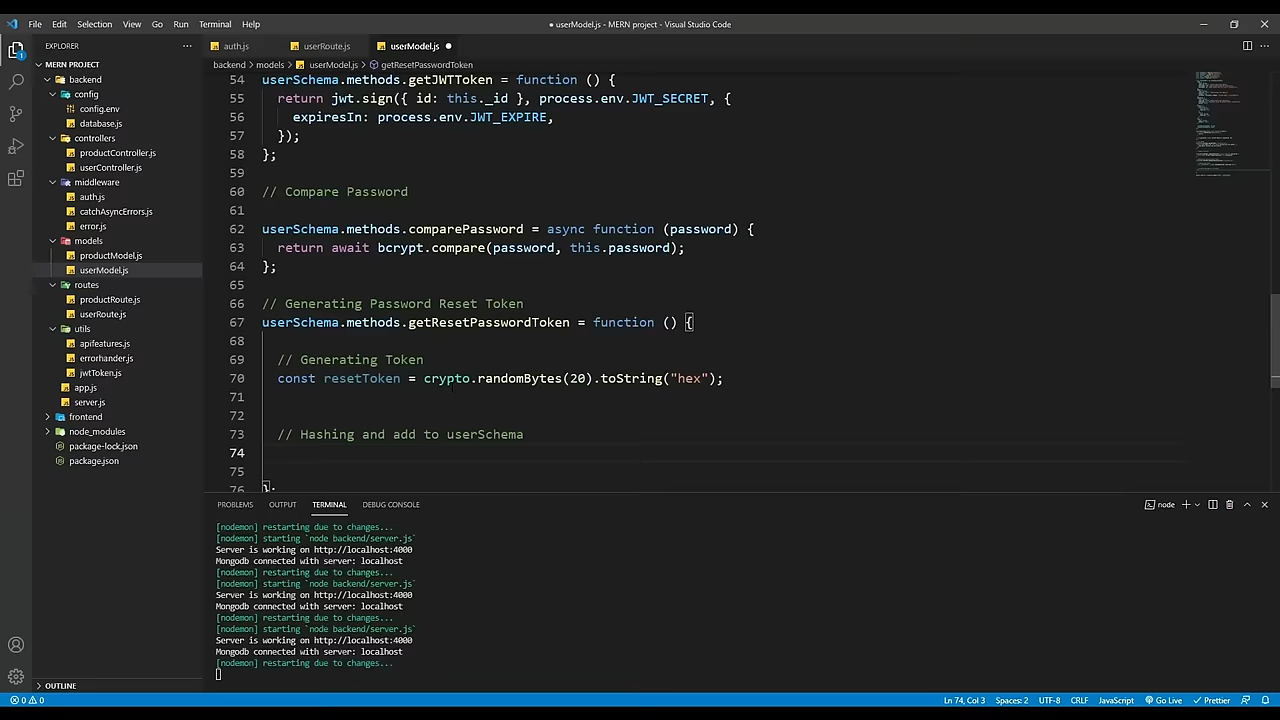 File Edit Selection View Go Run Terminal Help
● userModel.js - MERN project - Visual Studio Code
EXPLORER
auth.js
userRoute.js
userModel.js
MERN PROJECT
backend
config
config.env
database.js
controllers
productController.js
userController.js
middleware
auth.js
catchAsyncErrors.js
error.js
models
productModel.js
userModel.js
routes
productRoute.js
userRoute.js
utils
apifeatures.js
errorhander.js
jwtToken.js
app.js
server.js
frontend
node_modules
package-lock.json
package.json
OUTLINE
backend > models > userModel.js > getResetPasswordToken
54 userSchema.methods.getJWTToken = function () {
55 return jwt.sign({ id: this._id }, process.env.JWT_SECRET, {
56 expiresIn: process.env.JWT_EXPIRE,
57 });
58 };
59
60 // Compare Password
61
62 userSchema.methods.comparePassword = async function (password) {
63 return await bcrypt.compare(password, this.password);
64 };
65
66 // Generating Password Reset Token
67 userSchema.methods.getResetPasswordToken = function () {
68
69 // Generating Token
70 const resetToken = crypto.randomBytes(20).toString("hex");
71
72
73 // Hashing and add to userSchema
74
75
76 };
PROBLEMS OUTPUT TERMINAL DEBUG CONSOLE
node
[nodemon] restarting due to changes...
[nodemon] starting `node backend/server.js`
Server is working on http://localhost:4000
Mongodb connected with server: localhost
[nodemon] restarting due to changes...
[nodemon] starting `node backend/server.js`
Server is working on http://localhost:4000
Mongodb connected with server: localhost
[nodemon] restarting due to changes...
[nodemon] starting `node backend/server.js`
Server is working on http://localhost:4000
Mongodb connected with server: localhost
[nodemon] restarting due to changes...
0 0
Ln 74, Col 3 Spaces: 2 UTF-8 CRLF JavaScript Go Live Prettier